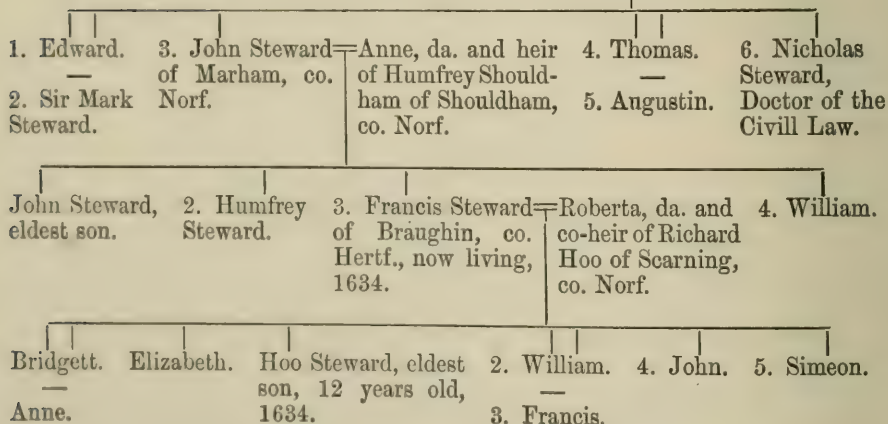 1. Edward.
—
2. Sir Mark
Steward.
3. John Steward
of Marham, co.
Norf.
Anne, da. and heir
of Humfrey Should-
ham of Shouldham,
co. Norf.
4. Thomas.
—
5. Augustin.
6. Nicholas
Steward,
Doctor of the
Civill Law.
John Steward,
eldest son.
2. Humfrey
Steward.
3. Francis Steward
of Braughin, co.
Hertf., now living,
1634.
Roberta, da. and
co-heir of Richard
Hoo of Scarning,
co. Norf.
4. William.
Bridgett.
—
Anne.
Elizabeth.
Hoo Steward, eldest
son, 12 years old,
1634.
2. William.
—
3. Francis.
4. John.
5. Simeon.